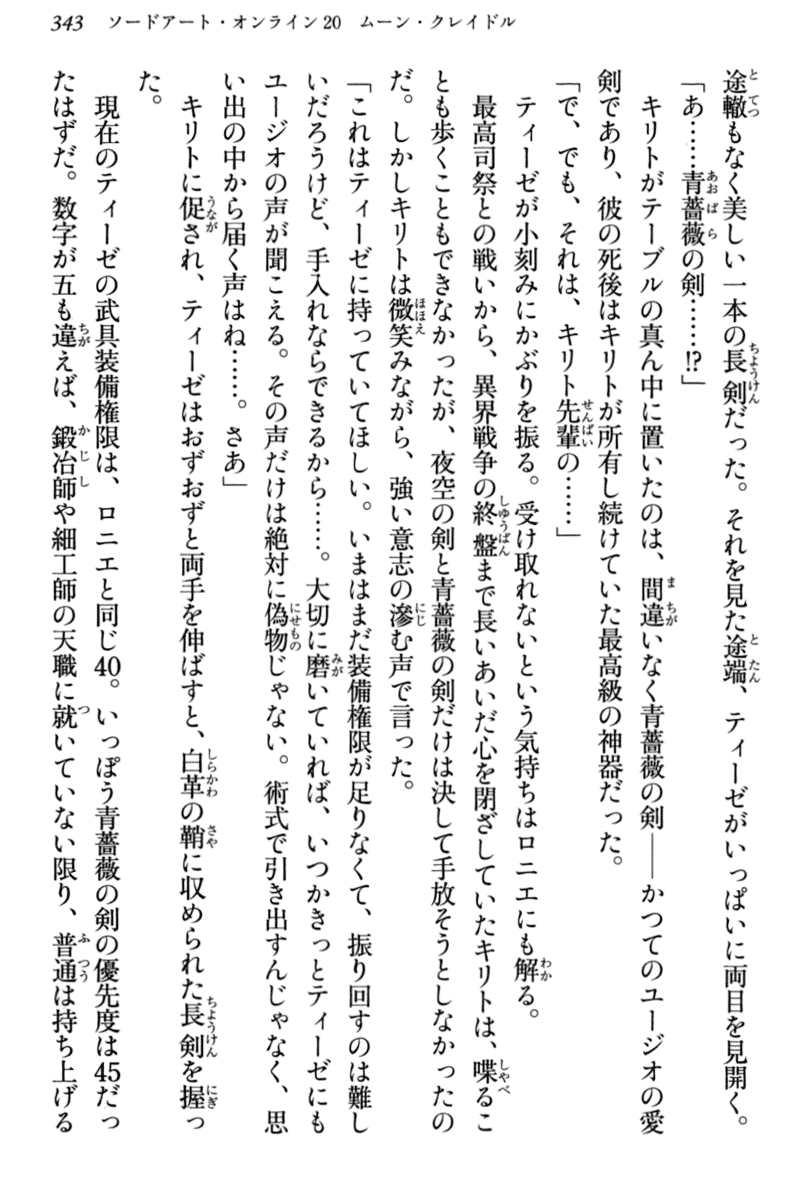 343　ソードアート・オンライン20　ムーン・クレイドル
途轍もなく美しい一本の長剣だった。それを見た途端、ティーゼがいっぱいに両目を見開く。
「あ……青薔薇の剣……!?」
キリトがテーブルの真ん中に置いたのは、間違いなく青薔薇の剣――かつてのユージオの愛
剣であり、彼の死後はキリトが所有し続けていた最高級の神器だった。
「で、でも、それは、キリト先輩の……」
ティーゼが小刻みにかぶりを振る。受け取れないという気持ちはロニエにも解る。
最高司祭との戦いから、異界戦争の終盤まで長いあいだ心を閉ざしていたキリトは、喋るこ
とも歩くこともできなかったが、夜空の剣と青薔薇の剣だけは決して手放そうとしなかったの
だ。しかしキリトは微笑みながら、強い意志の滲む声で言った。
「これはティーゼに持っていてほしい。いまはまだ装備権限が足りなくて、振り回すのは難し
いだろうけど、手入れならできるから……。大切に磨いていれば、いつかきっとティーゼにも
ユージオの声が聞こえる。その声だけは絶対に偽物じゃない。術式で引き出すんじゃなく、思
い出の中から届く声はね……。さあ」
キリトに促され、ティーゼはおずおずと両手を伸ばすと、白革の鞘に収められた長剣を握っ
た。
現在のティーゼの武具装備権限は、ロニエと同じ40。いっぽう青薔薇の剣の優先度は45だっ
たはずだ。数字が五も違えば、鍛冶師や細工師の天職に就いていない限り、普通は持ち上げる